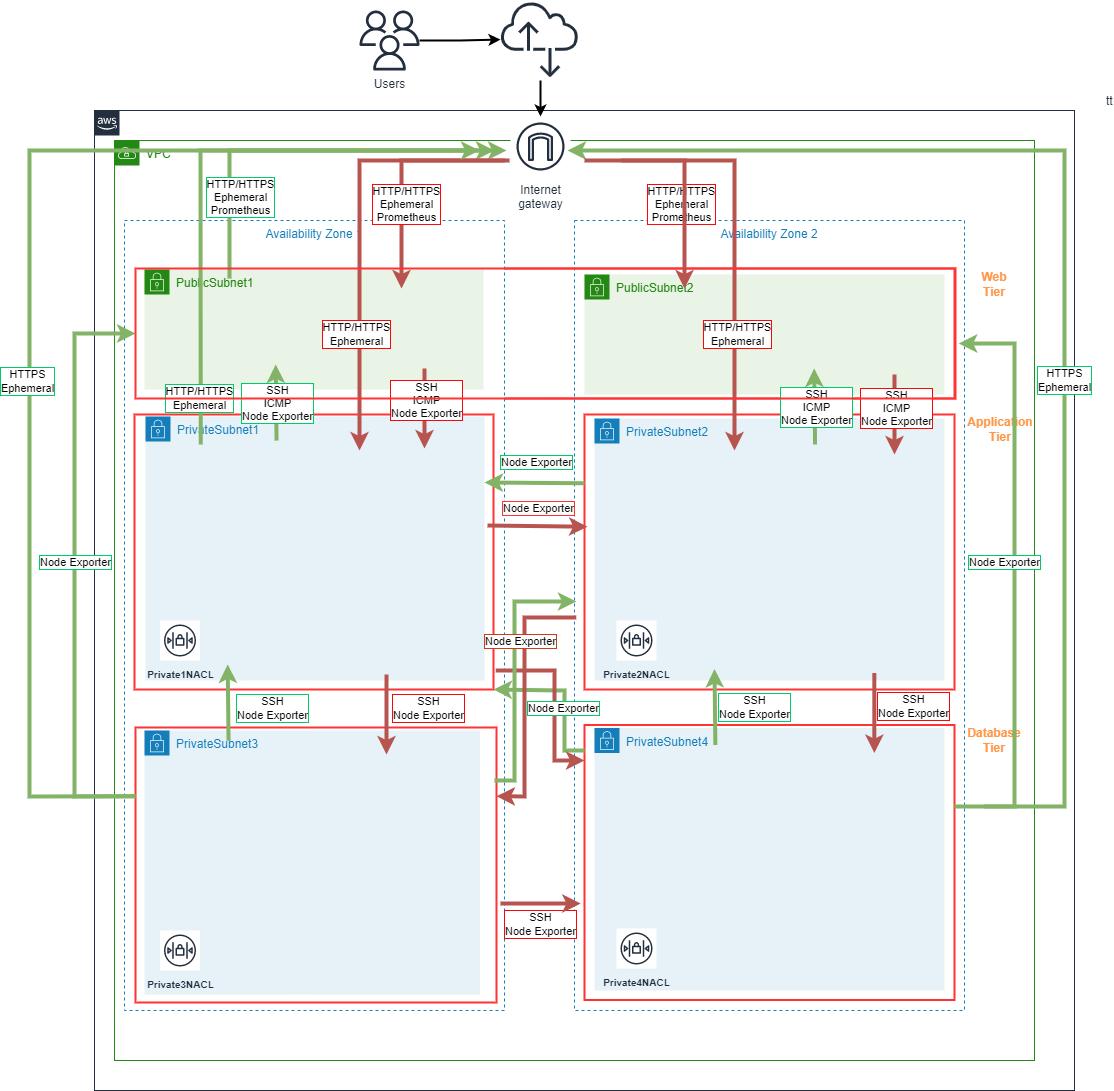 Users
tt
aws
VPC
Internet
gateway
HTTP/HTTPS
Ephemeral
Prometheus
HTTP/HTTPS
Ephemeral
Prometheus
HTTP/HTTPS
Ephemeral
Prometheus
Availability Zone
Availability Zone 2
PublicSubnet1
PublicSubnet2
Web
Tier
HTTP/HTTPS
Ephemeral
HTTP/HTTPS
Ephemeral
HTTPS
Ephemeral
HTTPS
Ephemeral
HTTP/HTTPS
Ephemeral
SSH
ICMP
Node Exporter
SSH
ICMP
Node Exporter
SSH
ICMP
Node Exporter
SSH
ICMP
Node Exporter
PrivateSubnet1
PrivateSubnet2
Application
Tier
Node Exporter
Node Exporter
Node Exporter
Node Exporter
Node Exporter
Private1NACL
Private2NACL
Node Exporter
SSH
Node Exporter
SSH
Node Exporter
SSH
Node Exporter
SSH
Node Exporter
PrivateSubnet3
PrivateSubnet4
Database
Tier
SSH
Node Exporter
Private3NACL
Private4NACL